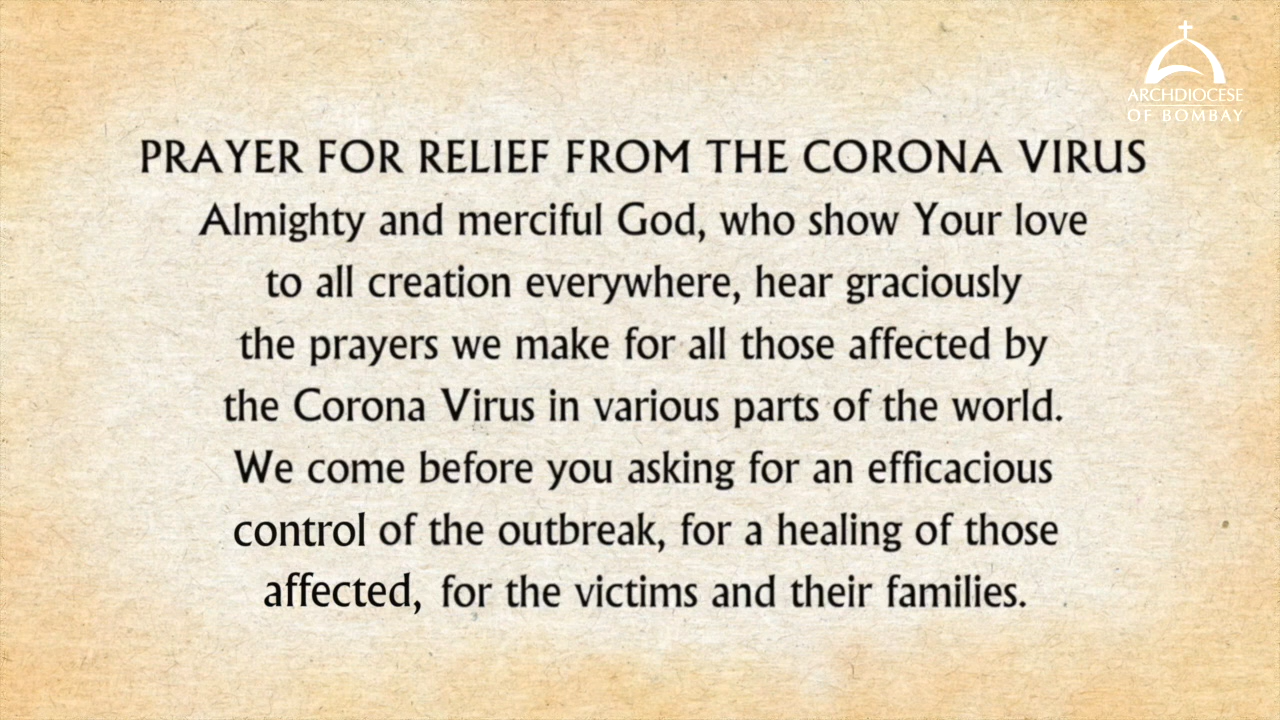 ARCHDIOCESE
OF BOMBAY
PRAYER FOR RELIEF FROM THE CORONA VIRUS
Almighty and merciful God, who show Your love
to all creation everywhere, hear graciously
the prayers we make for all those affected by
the Corona Virus in various parts of the world.
We come before you asking for an efficacious
control of the outbreak, for a healing of those
affected, for the victims and their families.